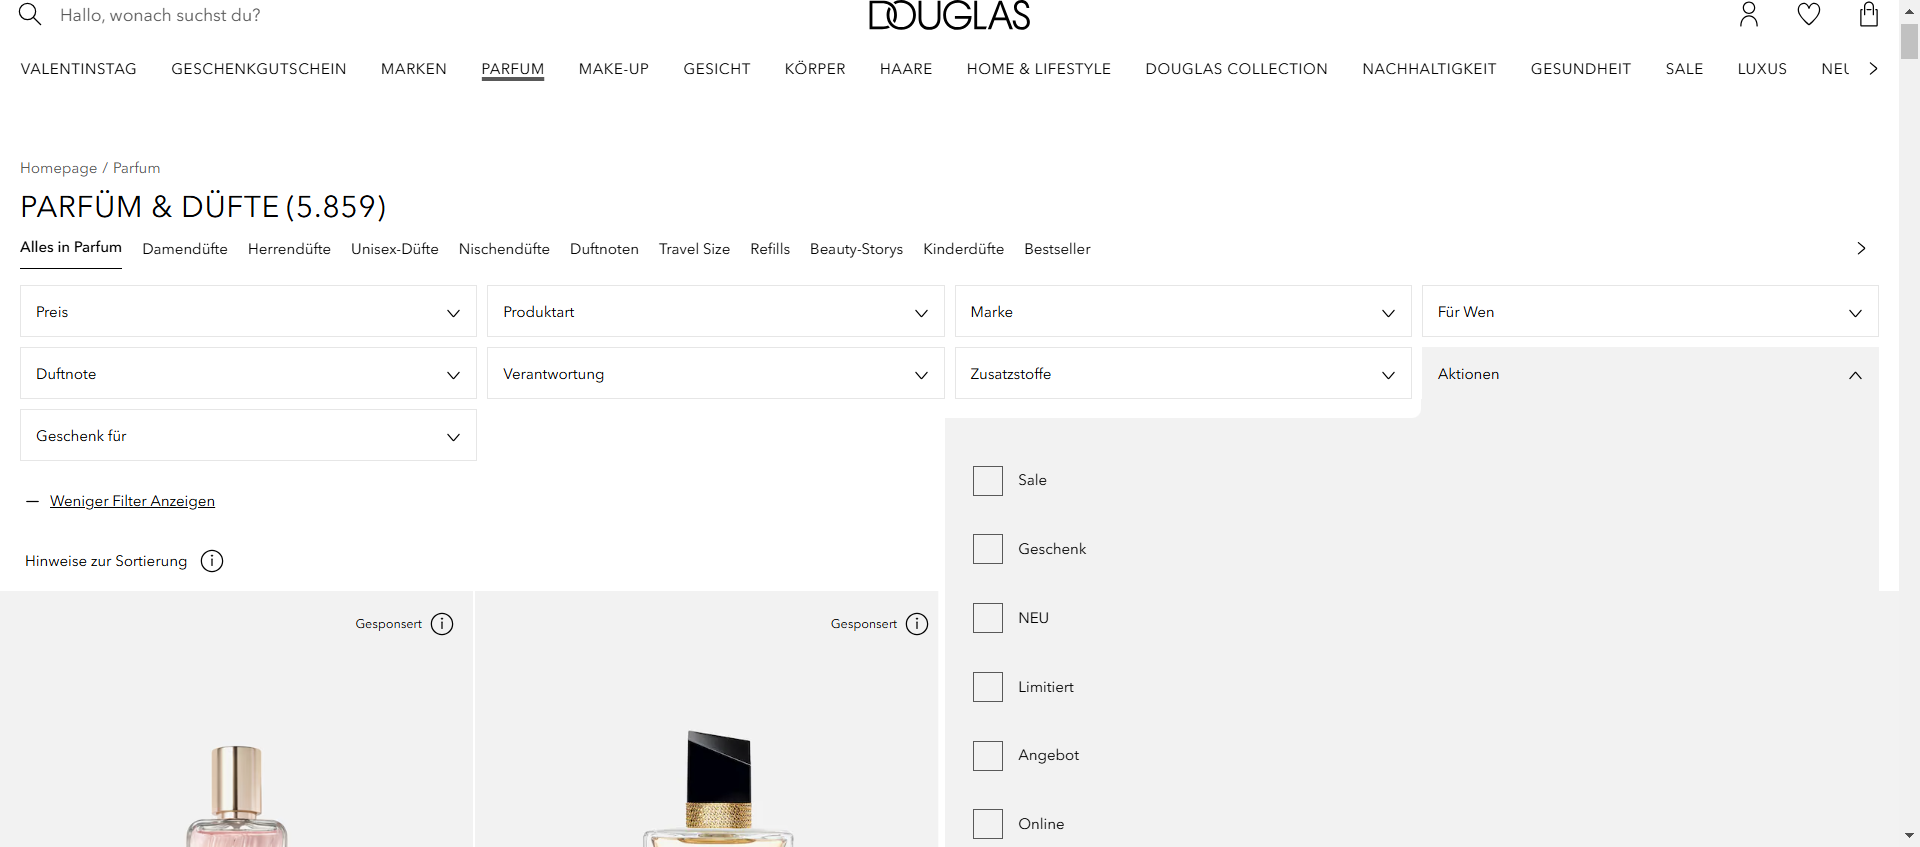 Hallo, wonach suchst du?
DOUGLAS
VALENTINSTAG GESCHENKGUTSCHEIN MARKEN PARFUM MAKE-UP GESICHT KÖRPER HAARE HOME & LIFESTYLE DOUGLAS COLLECTION NACHHALTIGKEIT GESUNDHEIT SALE LUXUS NEU
Homepage / Parfum
PARFÜM & DÜFTE (5.859)
Alles in Parfum Damendüfte Herrendüfte Unisex-Düfte Nischendüfte Duftnoten Travel Size Refills Beauty-Storys Kinderdüfte Bestseller
Preis Produktart Marke Für Wen
Duftnote Verantwortung Zusatzstoffe Aktionen
Geschenk für
Weniger Filter Anzeigen
Hinweise zur Sortierung
Sale
Geschenk
NEU
Limitiert
Angebot
Online
Gesponsert
Gesponsert